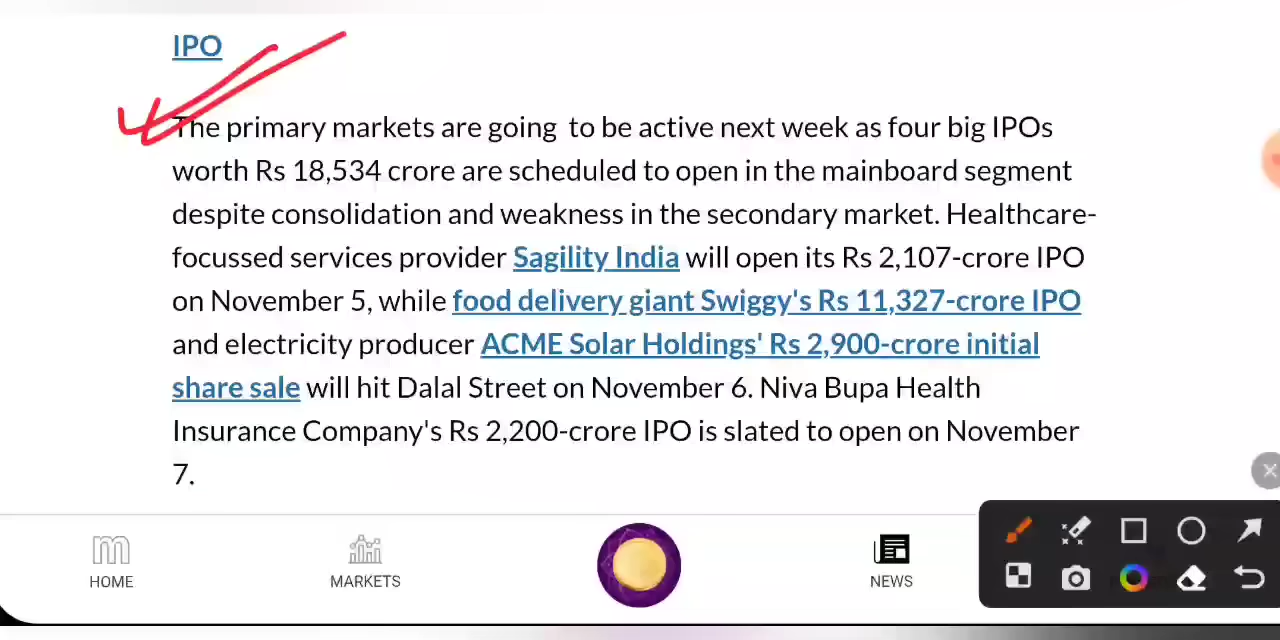 IPO
The primary markets are going to be active next week as four big IPOs
worth Rs 18,534 crore are scheduled to open in the mainboard segment
despite consolidation and weakness in the secondary market. Healthcare-
focussed services provider Sagility India will open its Rs 2,107-crore IPO
on November 5, while food delivery giant Swiggy's Rs 11,327-crore IPO
and electricity producer ACME Solar Holdings' Rs 2,900-crore initial
share sale will hit Dalal Street on November 6. Niva Bupa Health
Insurance Company's Rs 2,200-crore IPO is slated to open on November
7.
HOME MARKETS NEWS